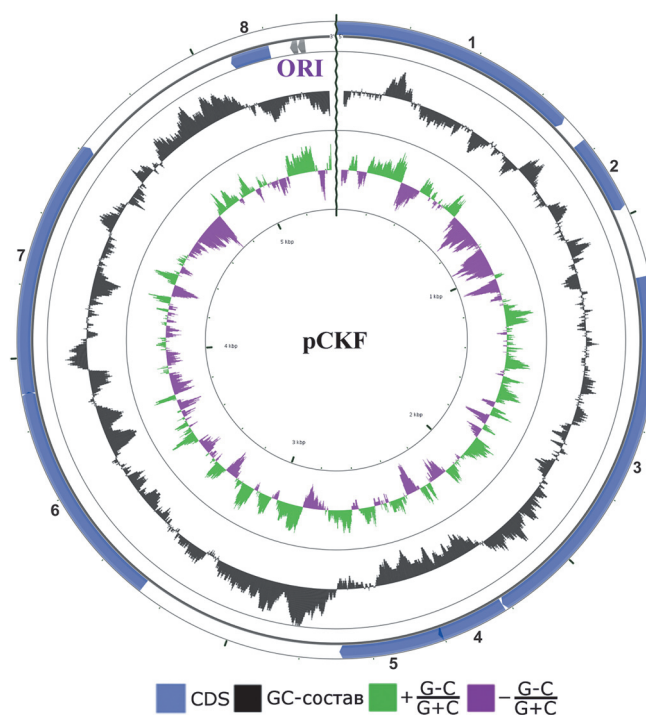 8
1
ORI
2
7
5 kbp
1 kbp
pCKF
4 kbp
2 kbp
3
3 kbp
6
4
5
CDS GC-состав + G-C/G+C - G-C/G+C